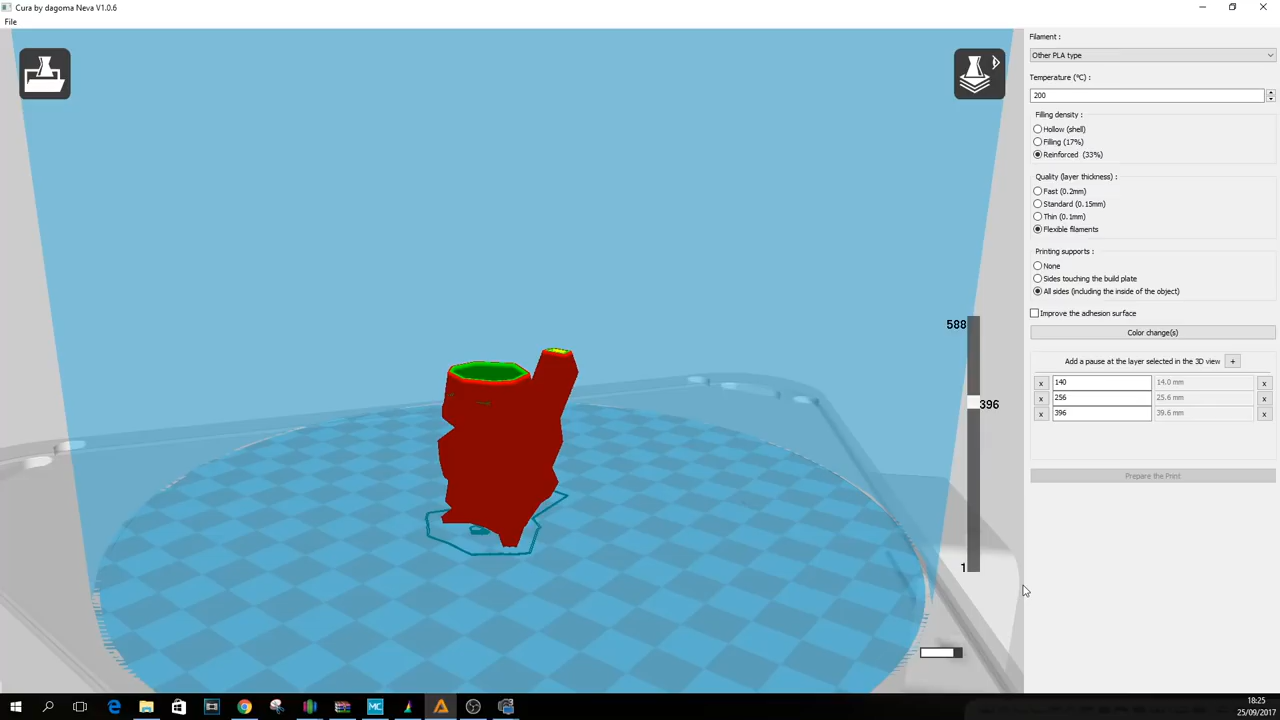 Cura by dagoma Neva V1.0.6
File
Filament :
Other PLA type
Temperature (°C) :
200
Filling density :
Hollow (shell)
Filling (17%)
Reinforced (33%)
Quality (layer thickness) :
Fast (0.2mm)
Standard (0.15mm)
Thin (0.1mm)
Flexible filaments
Printing supports :
None
Sides touching the build plate
All sides (including the inside of the object)
Improve the adhesion surface
Color change(s)
Add a pause at the layer selected in the 3D view +
x 140 14.0 mm x
x 256 25.6 mm x
x 396 39.6 mm x
Prepare the Print
588
396
1
MC
18:25
25/09/2017